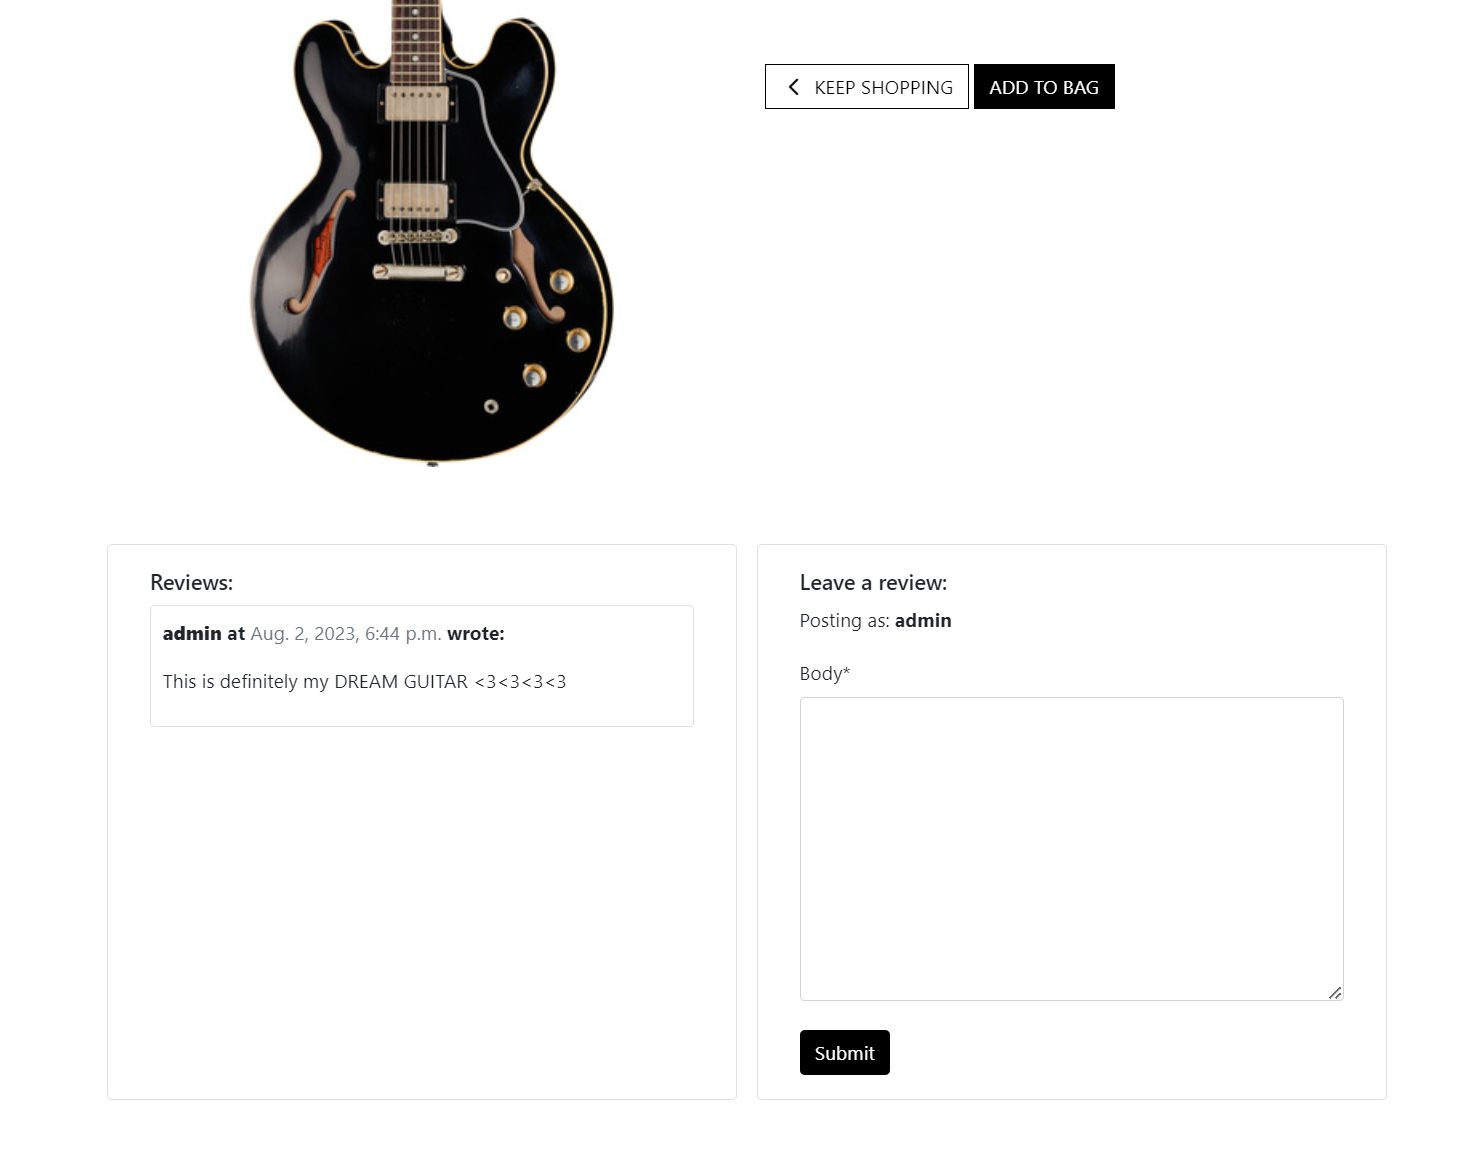 KEEP SHOPPING
ADD TO BAG
Reviews:
admin at Aug. 2, 2023, 6:44 p.m. wrote:
This is definitely my DREAM GUITAR <3<3<3<3
Leave a review:
Posting as: admin
Body*
Submit